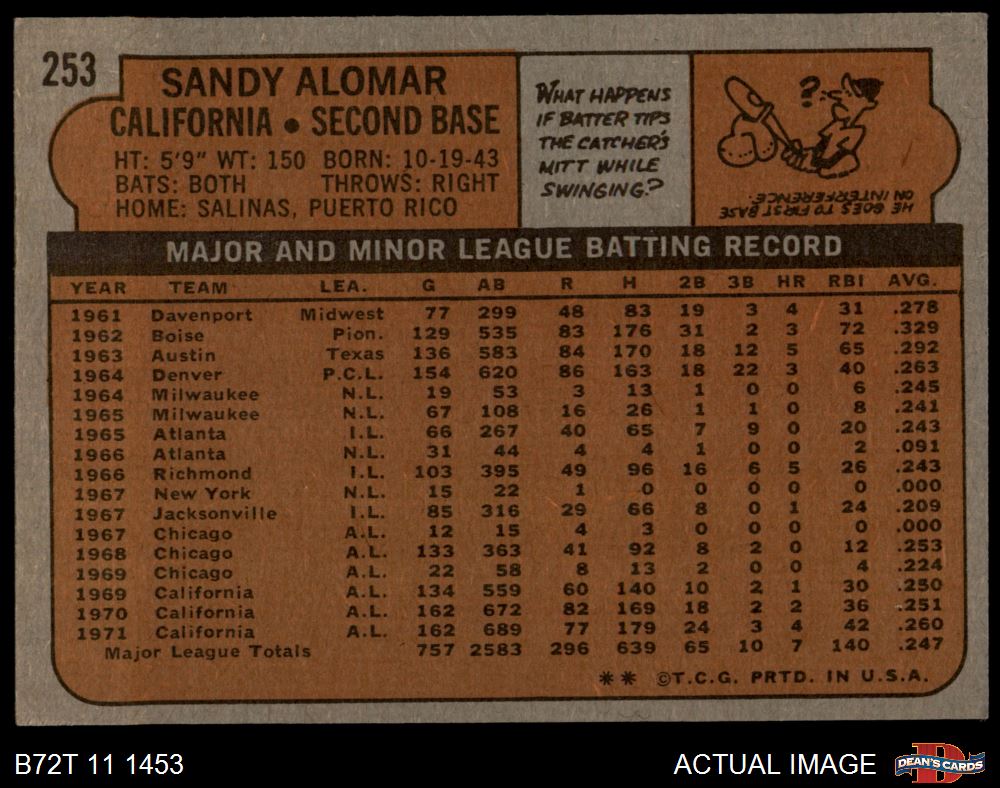 253
SANDY ALOMAR
CALIFORNIA • SECOND BASE
HT: 5'9" WT: 150 BORN: 10-19-43
BATS: BOTH THROWS: RIGHT
HOME: SALINAS, PUERTO RICO
WHAT HAPPENS
IF BATTER TIPS
THE CATCHER'S
MITT WHILE
SWINGING?
?
HE GOES TO FIRST BASE
ON INTERFERENCE.
MAJOR AND MINOR LEAGUE BATTING RECORD
YEAR TEAM LEA. G AB R H 2B 3B HR RBI AVG.
1961 Davenport Midwest 77 299 48 83 19 3 4 31 .278
1962 Boise Pion. 129 535 83 176 31 2 3 72 .329
1963 Austin Texas 136 583 84 170 18 12 5 65 .292
1964 Denver P.C.L. 154 620 86 163 18 22 3 40 .263
1964 Milwaukee N.L. 19 53 3 13 1 0 0 6 .245
1965 Milwaukee N.L. 67 108 16 26 1 1 0 8 .241
1965 Atlanta I.L. 66 267 40 65 7 9 0 20 .243
1966 Atlanta N.L. 31 44 4 4 1 0 0 2 .091
1966 Richmond I.L. 103 395 49 96 16 6 5 26 .243
1967 New York N.L. 15 22 1 0 0 0 0 0 .000
1967 Jacksonville I.L. 85 316 29 66 8 0 1 24 .209
1967 Chicago A.L. 12 15 4 3 0 0 0 0 .000
1968 Chicago A.L. 133 363 41 92 8 2 0 12 .253
1969 Chicago A.L. 22 58 8 13 2 0 0 4 .224
1969 California A.L. 134 559 60 140 10 2 1 30 .250
1970 California A.L. 162 672 82 169 18 2 2 36 .251
1971 California A.L. 162 689 77 179 24 3 4 42 .260
Major League Totals 757 2583 296 639 65 10 7 140 .247
** ©T.C.G. PRTD. IN U.S.A.
B72T 11 1453
ACTUAL IMAGE
D
DEAN'S CARDS